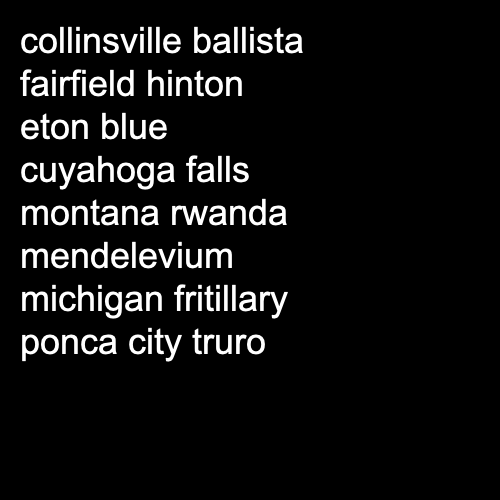 collinsville ballista
fairfield hinton
eton blue
cuyahoga falls
montana rwanda
mendelevium
michigan fritillary
ponca city truro